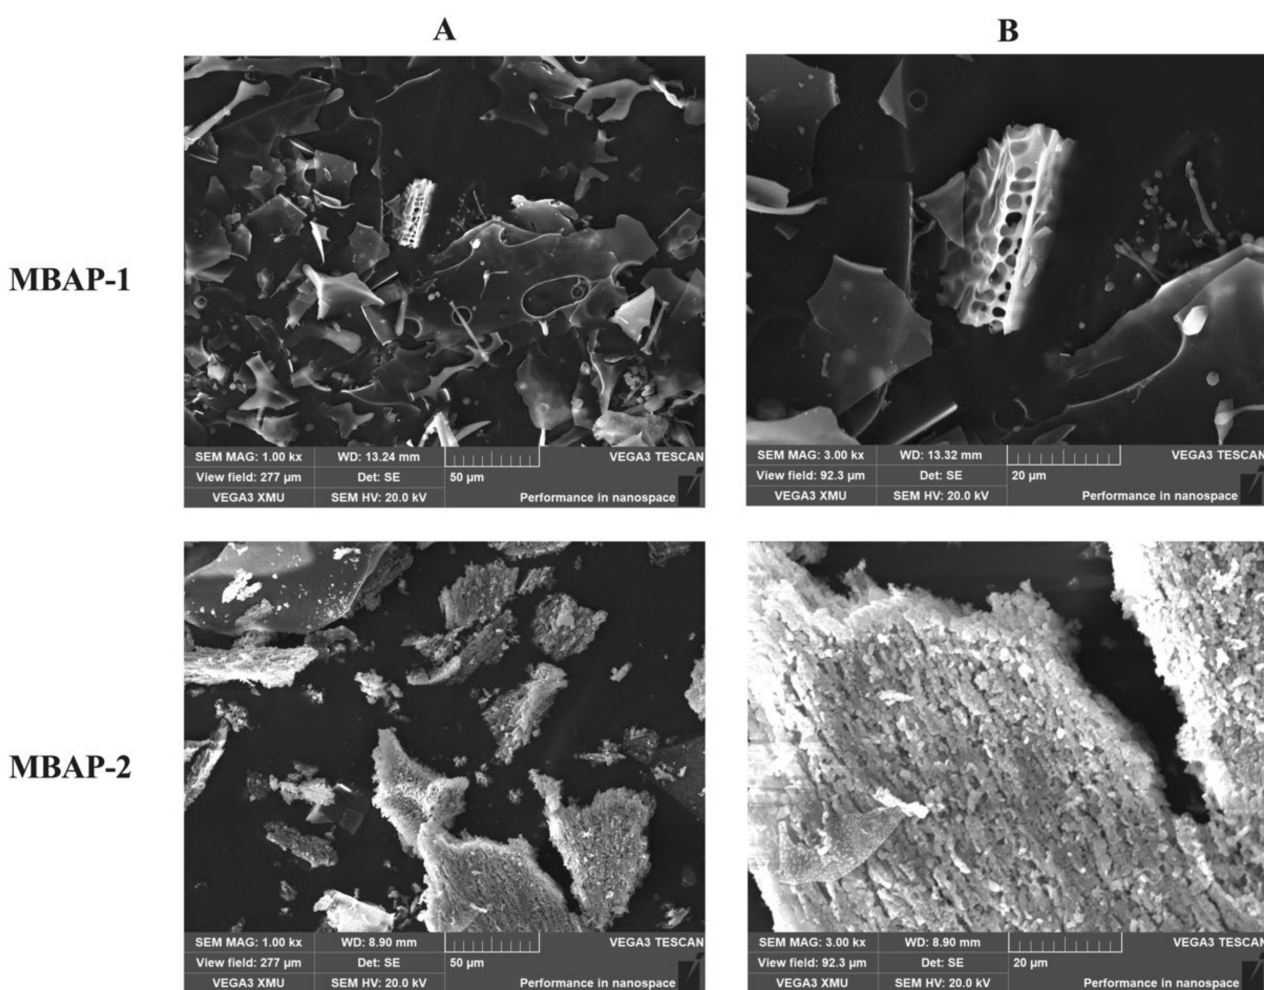 A B
MBAP-1
SEM MAG: 1.00 kx WD: 13.24 mm VEGA3 TESCAN
View field: 277 µm Det: SE 50 µm
VEGA3 XMU SEM HV: 20.0 kV Performance in nanospace
SEM MAG: 3.00 kx WD: 13.32 mm VEGA3 TESCAN
View field: 92.3 µm Det: SE 20 µm
VEGA3 XMU SEM HV: 20.0 kV Performance in nanospace
MBAP-2
SEM MAG: 1.00 kx WD: 8.90 mm VEGA3 TESCAN
View field: 277 µm Det: SE 50 µm
VEGA3 XMU SEM HV: 20.0 kV Performance in nanospace
SEM MAG: 3.00 kx WD: 8.90 mm VEGA3 TESCAN
View field: 92.3 µm Det: SE 20 µm
VEGA3 XMU SEM HV: 20.0 kV Performance in nanospace